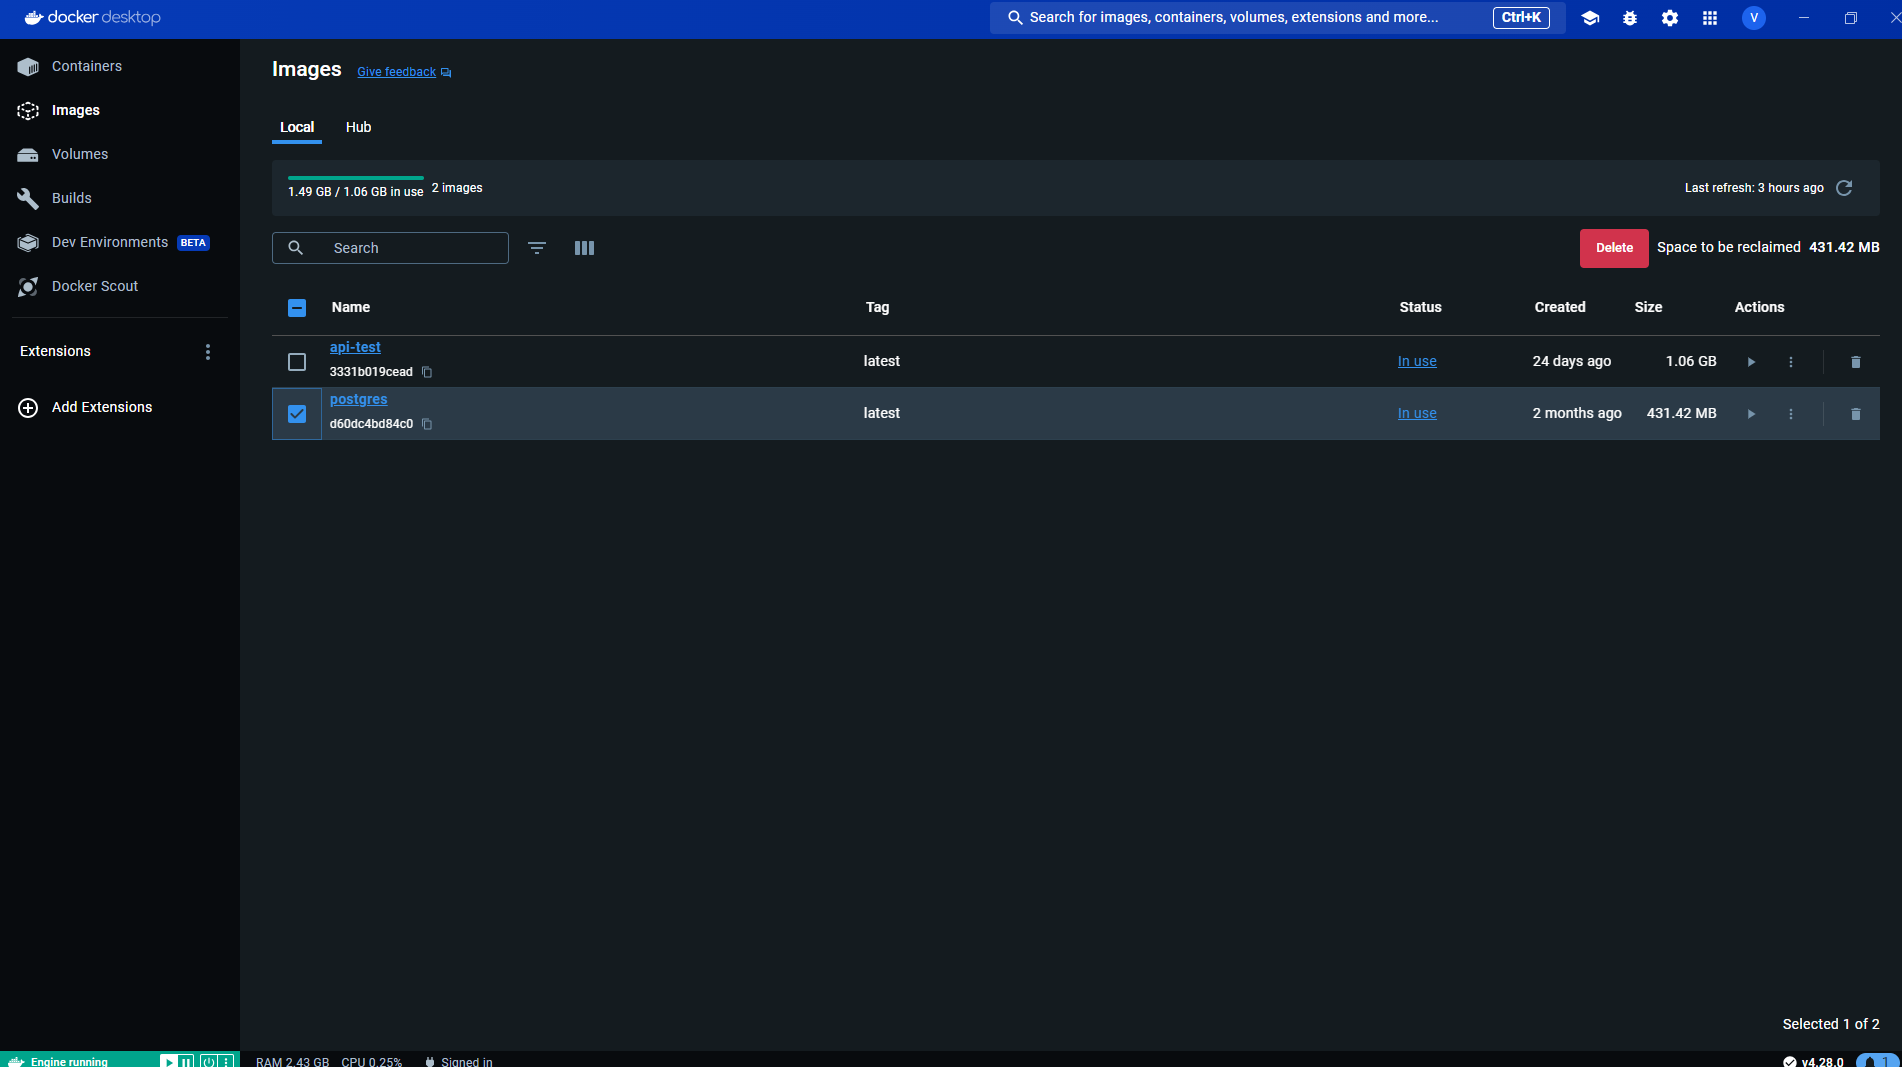 docker desktop
Search for images, containers, volumes, extensions and more...
Ctrl+K
V
Containers
Images
Volumes
Builds
Dev Environments BETA
Docker Scout
Extensions
Add Extensions
Images Give feedback
Local Hub
1.49 GB / 1.06 GB in use 2 images
Last refresh: 3 hours ago
Search
Delete Space to be reclaimed 431.42 MB
Name Tag Status Created Size Actions
api-test
3331b019cead
latest In use 24 days ago 1.06 GB
postgres
d60dc4bd84c0
latest In use 2 months ago 431.42 MB
Selected 1 of 2
Engine running RAM 2.43 GB CPU 0.25% Signed in v4.28.0 1